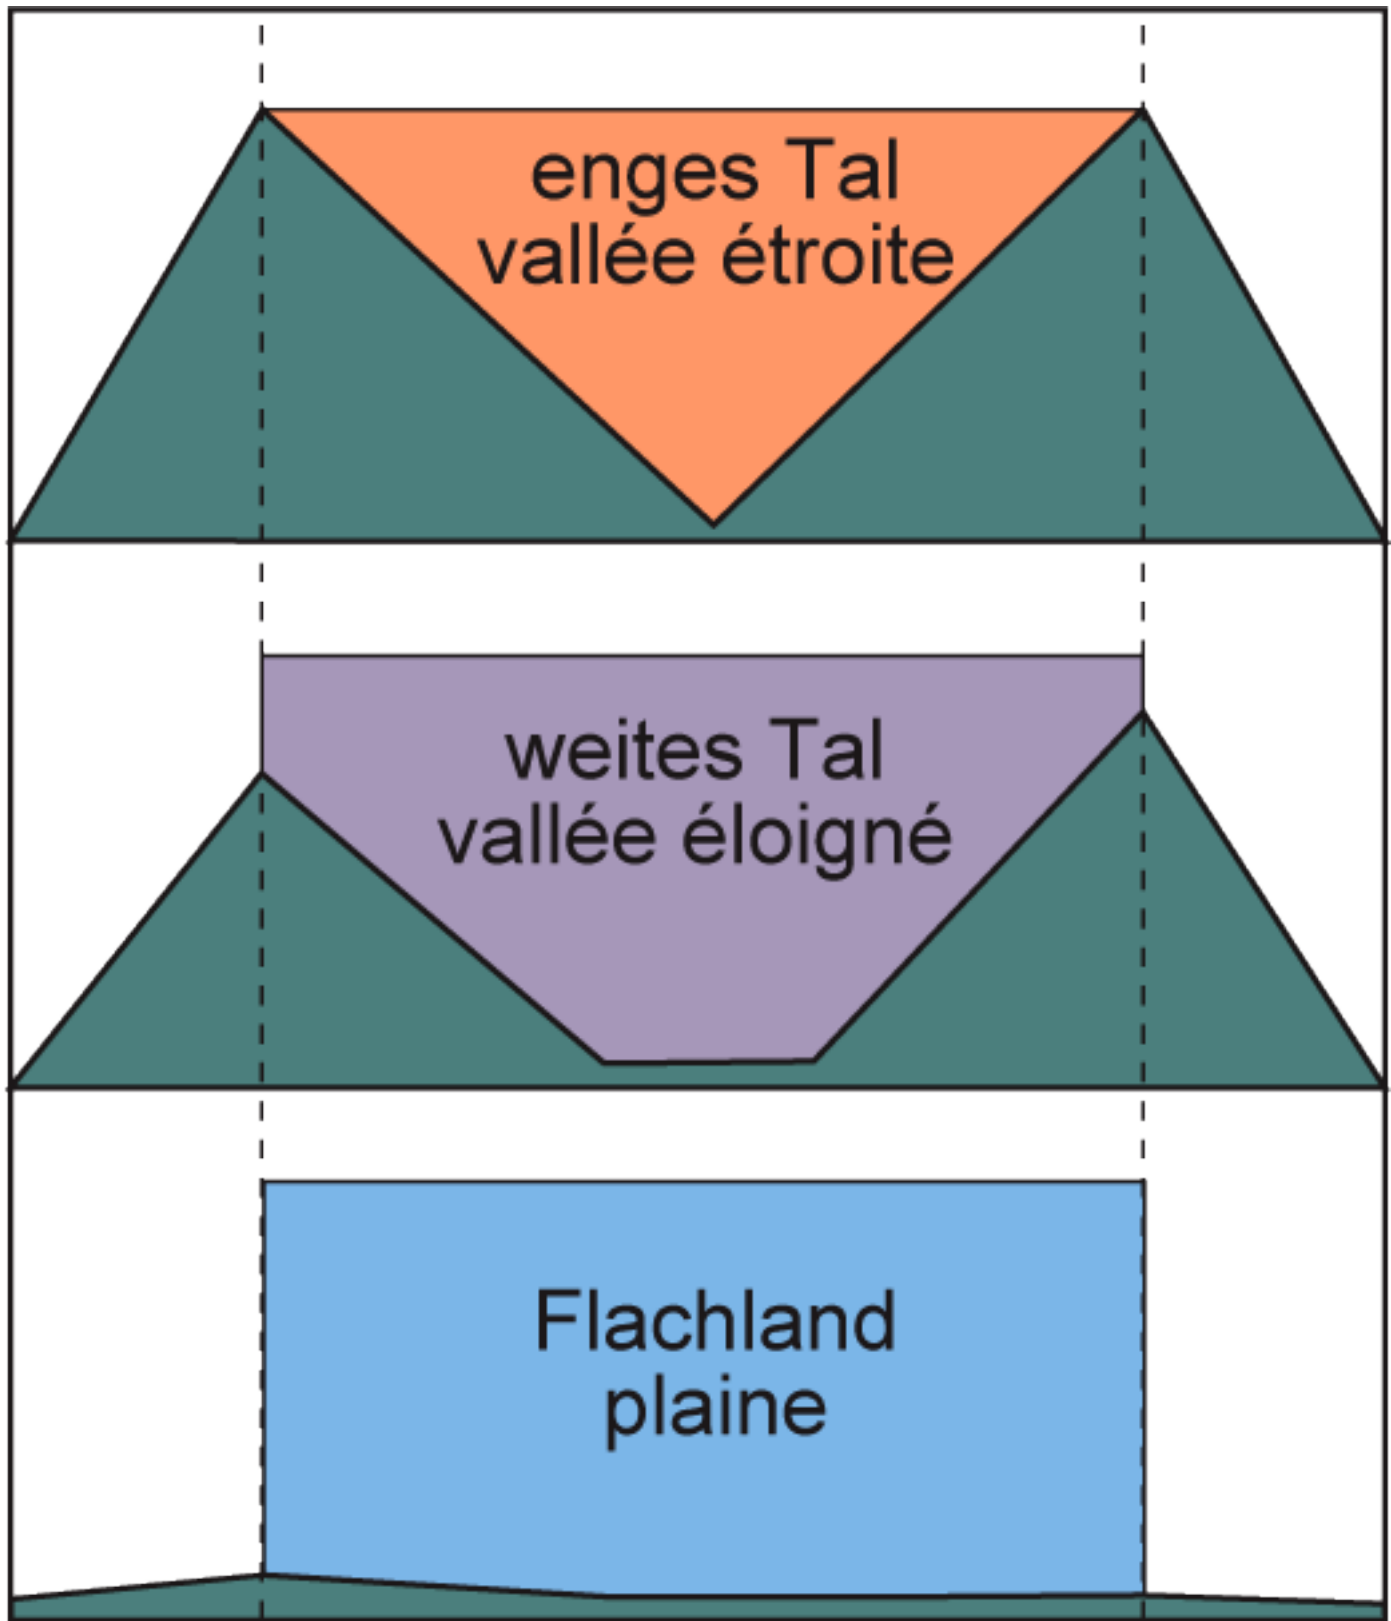 enges Tal
vallée étroite
weites Tal
vallée éloigné
Flachland
plaine